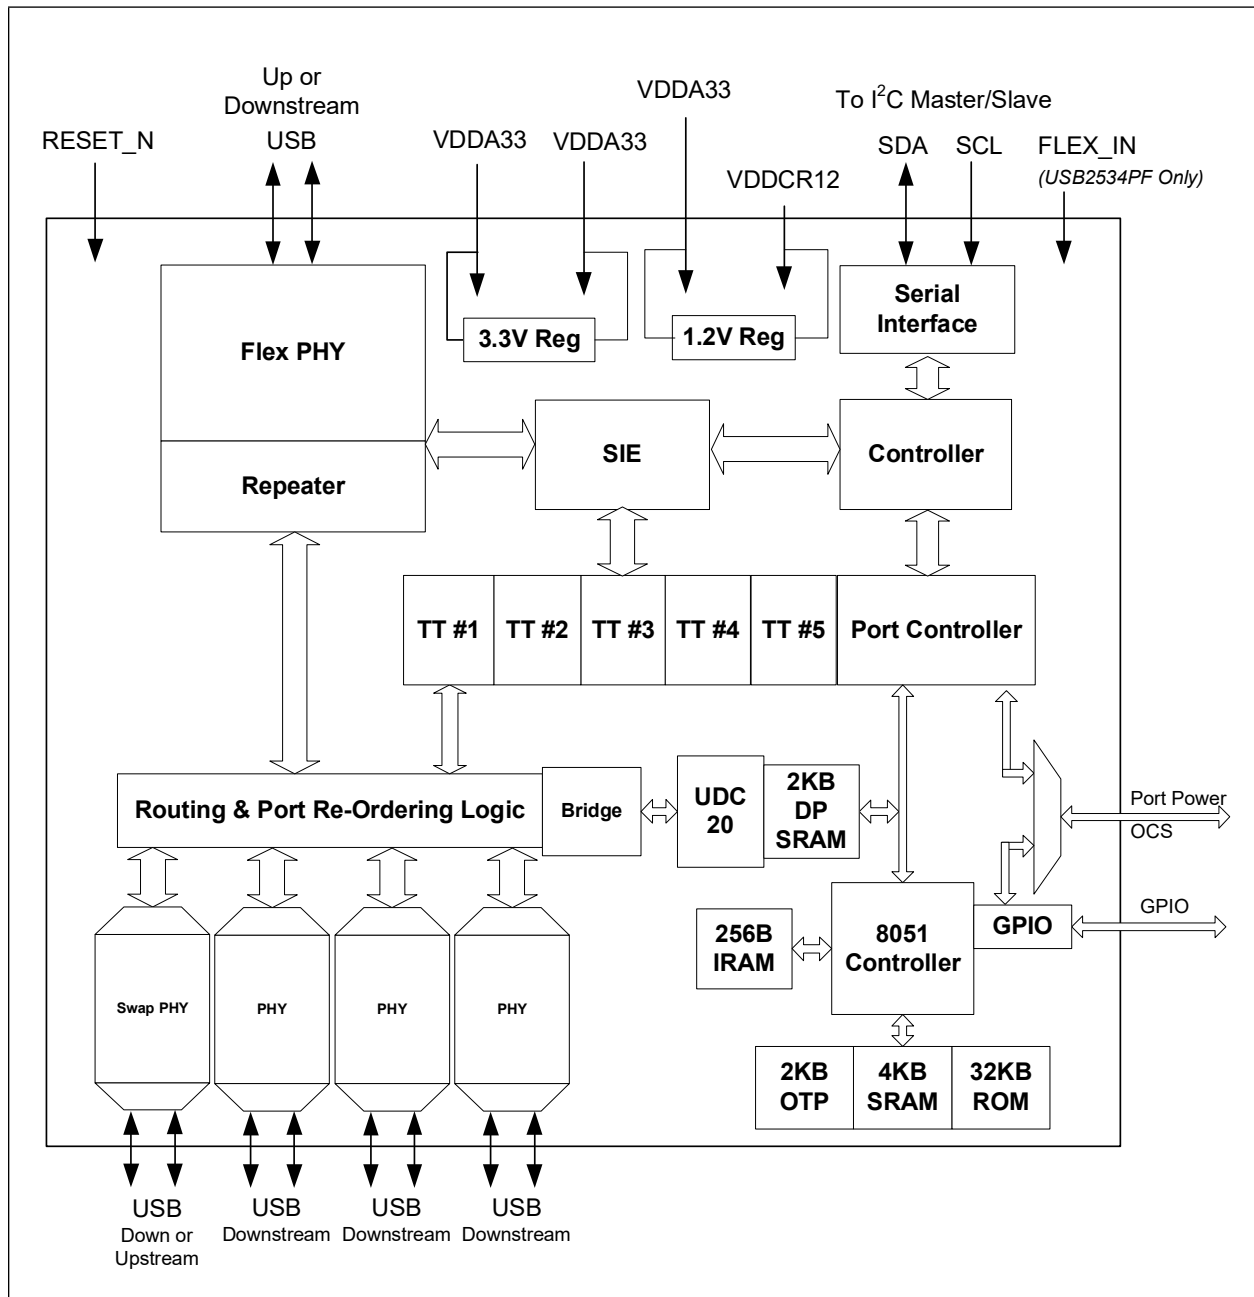 Up or
Downstream
USB
RESET_N
VDDA33
VDDA33
VDDA33
VDDCR12
To I²C Master/Slave
SDA
SCL
FLEX_IN
(USB2534PF Only)
Flex PHY
3.3V Reg
1.2V Reg
Serial
Interface
Repeater
SIE
Controller
TT #1
TT #2
TT #3
TT #4
TT #5
Port Controller
Routing & Port Re-Ordering Logic
Bridge
UDC
20
2KB
DP
SRAM
Port Power
OCS
256B
IRAM
8051
Controller
GPIO
GPIO
Swap PHY
PHY
PHY
PHY
2KB
OTP
4KB
SRAM
32KB
ROM
USB
Down or
Upstream
USB
Downstream
USB
Downstream
USB
Downstream